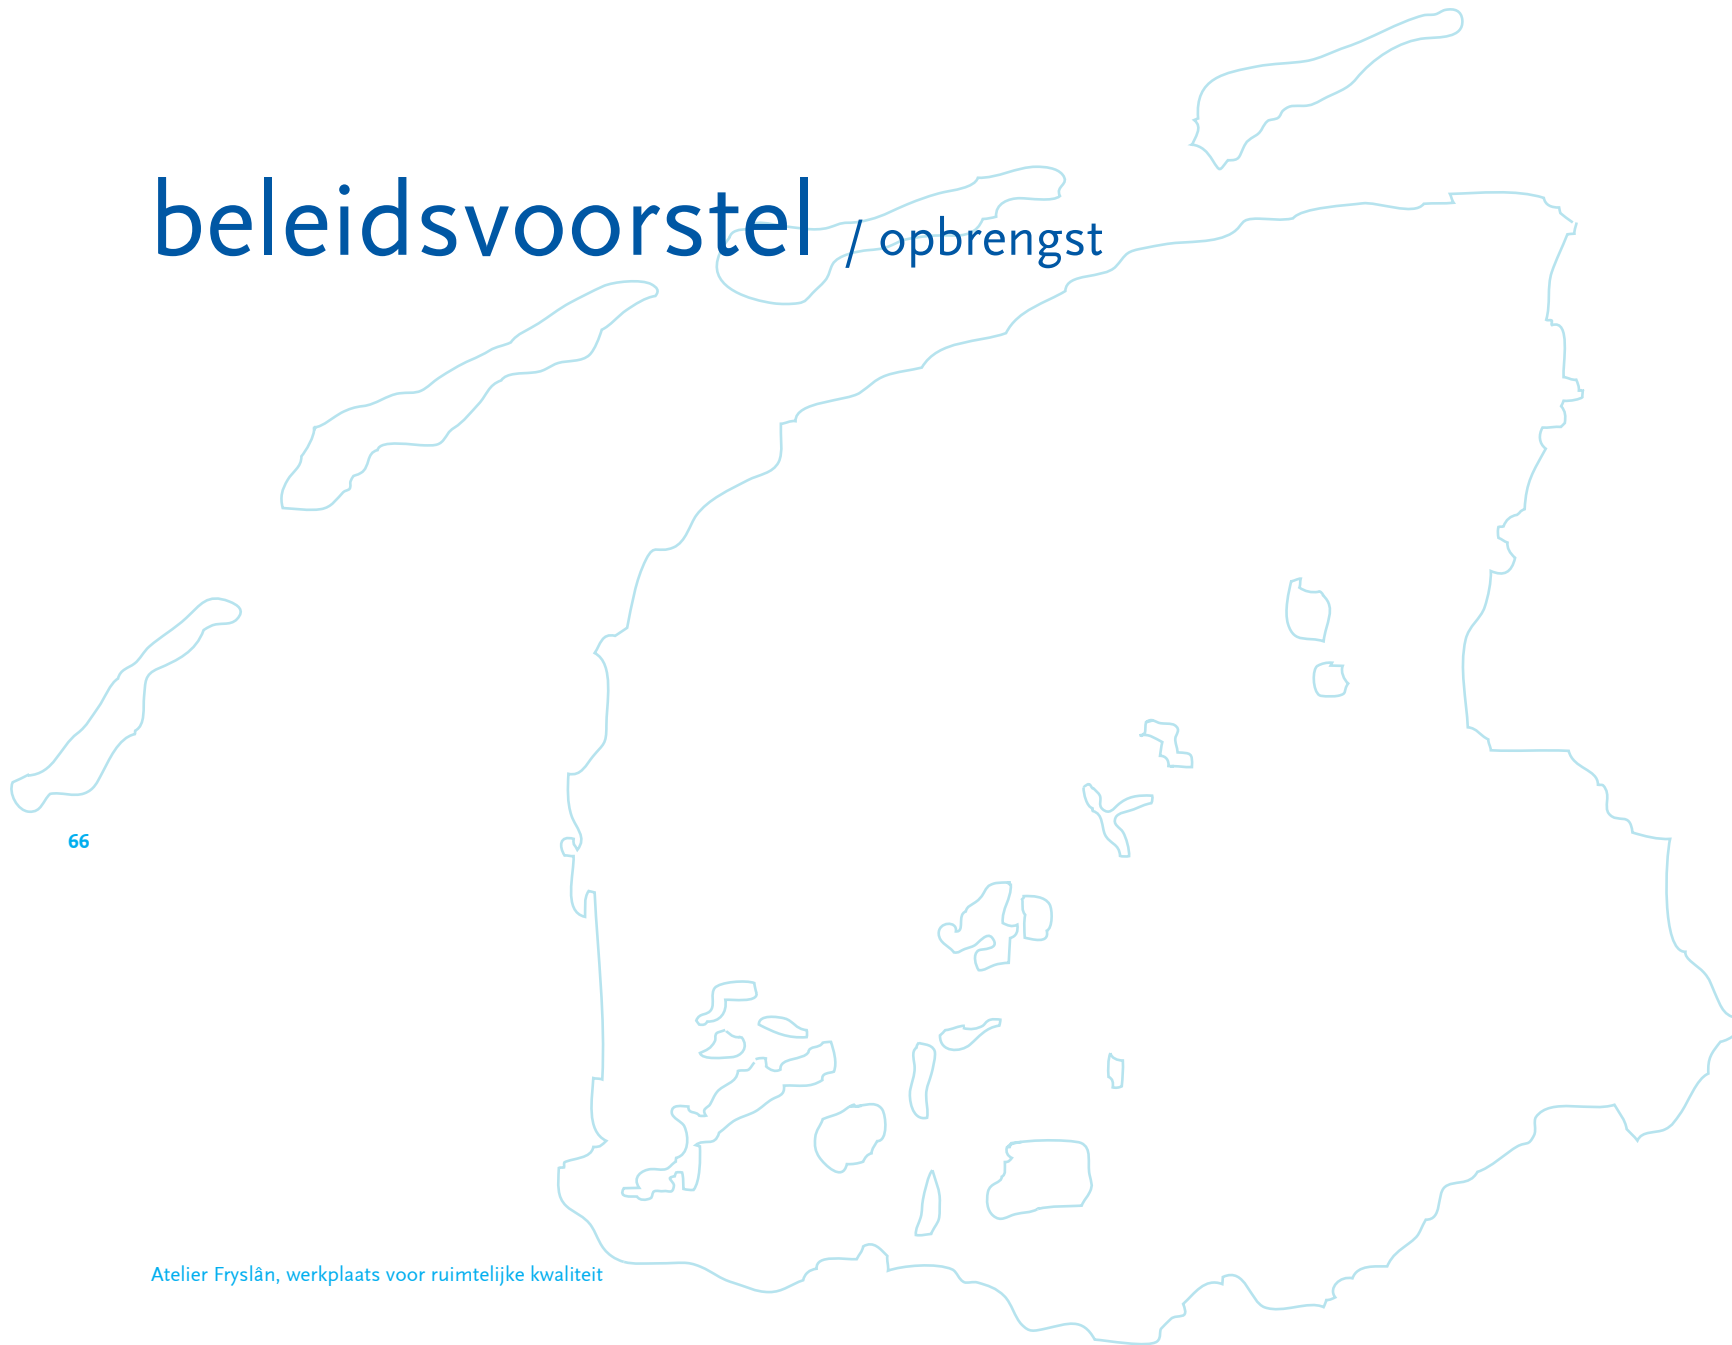 beleidsvoorstel / opbrengst
66
Atelier Fryslân, werkplaats voor ruimtelijke kwaliteit